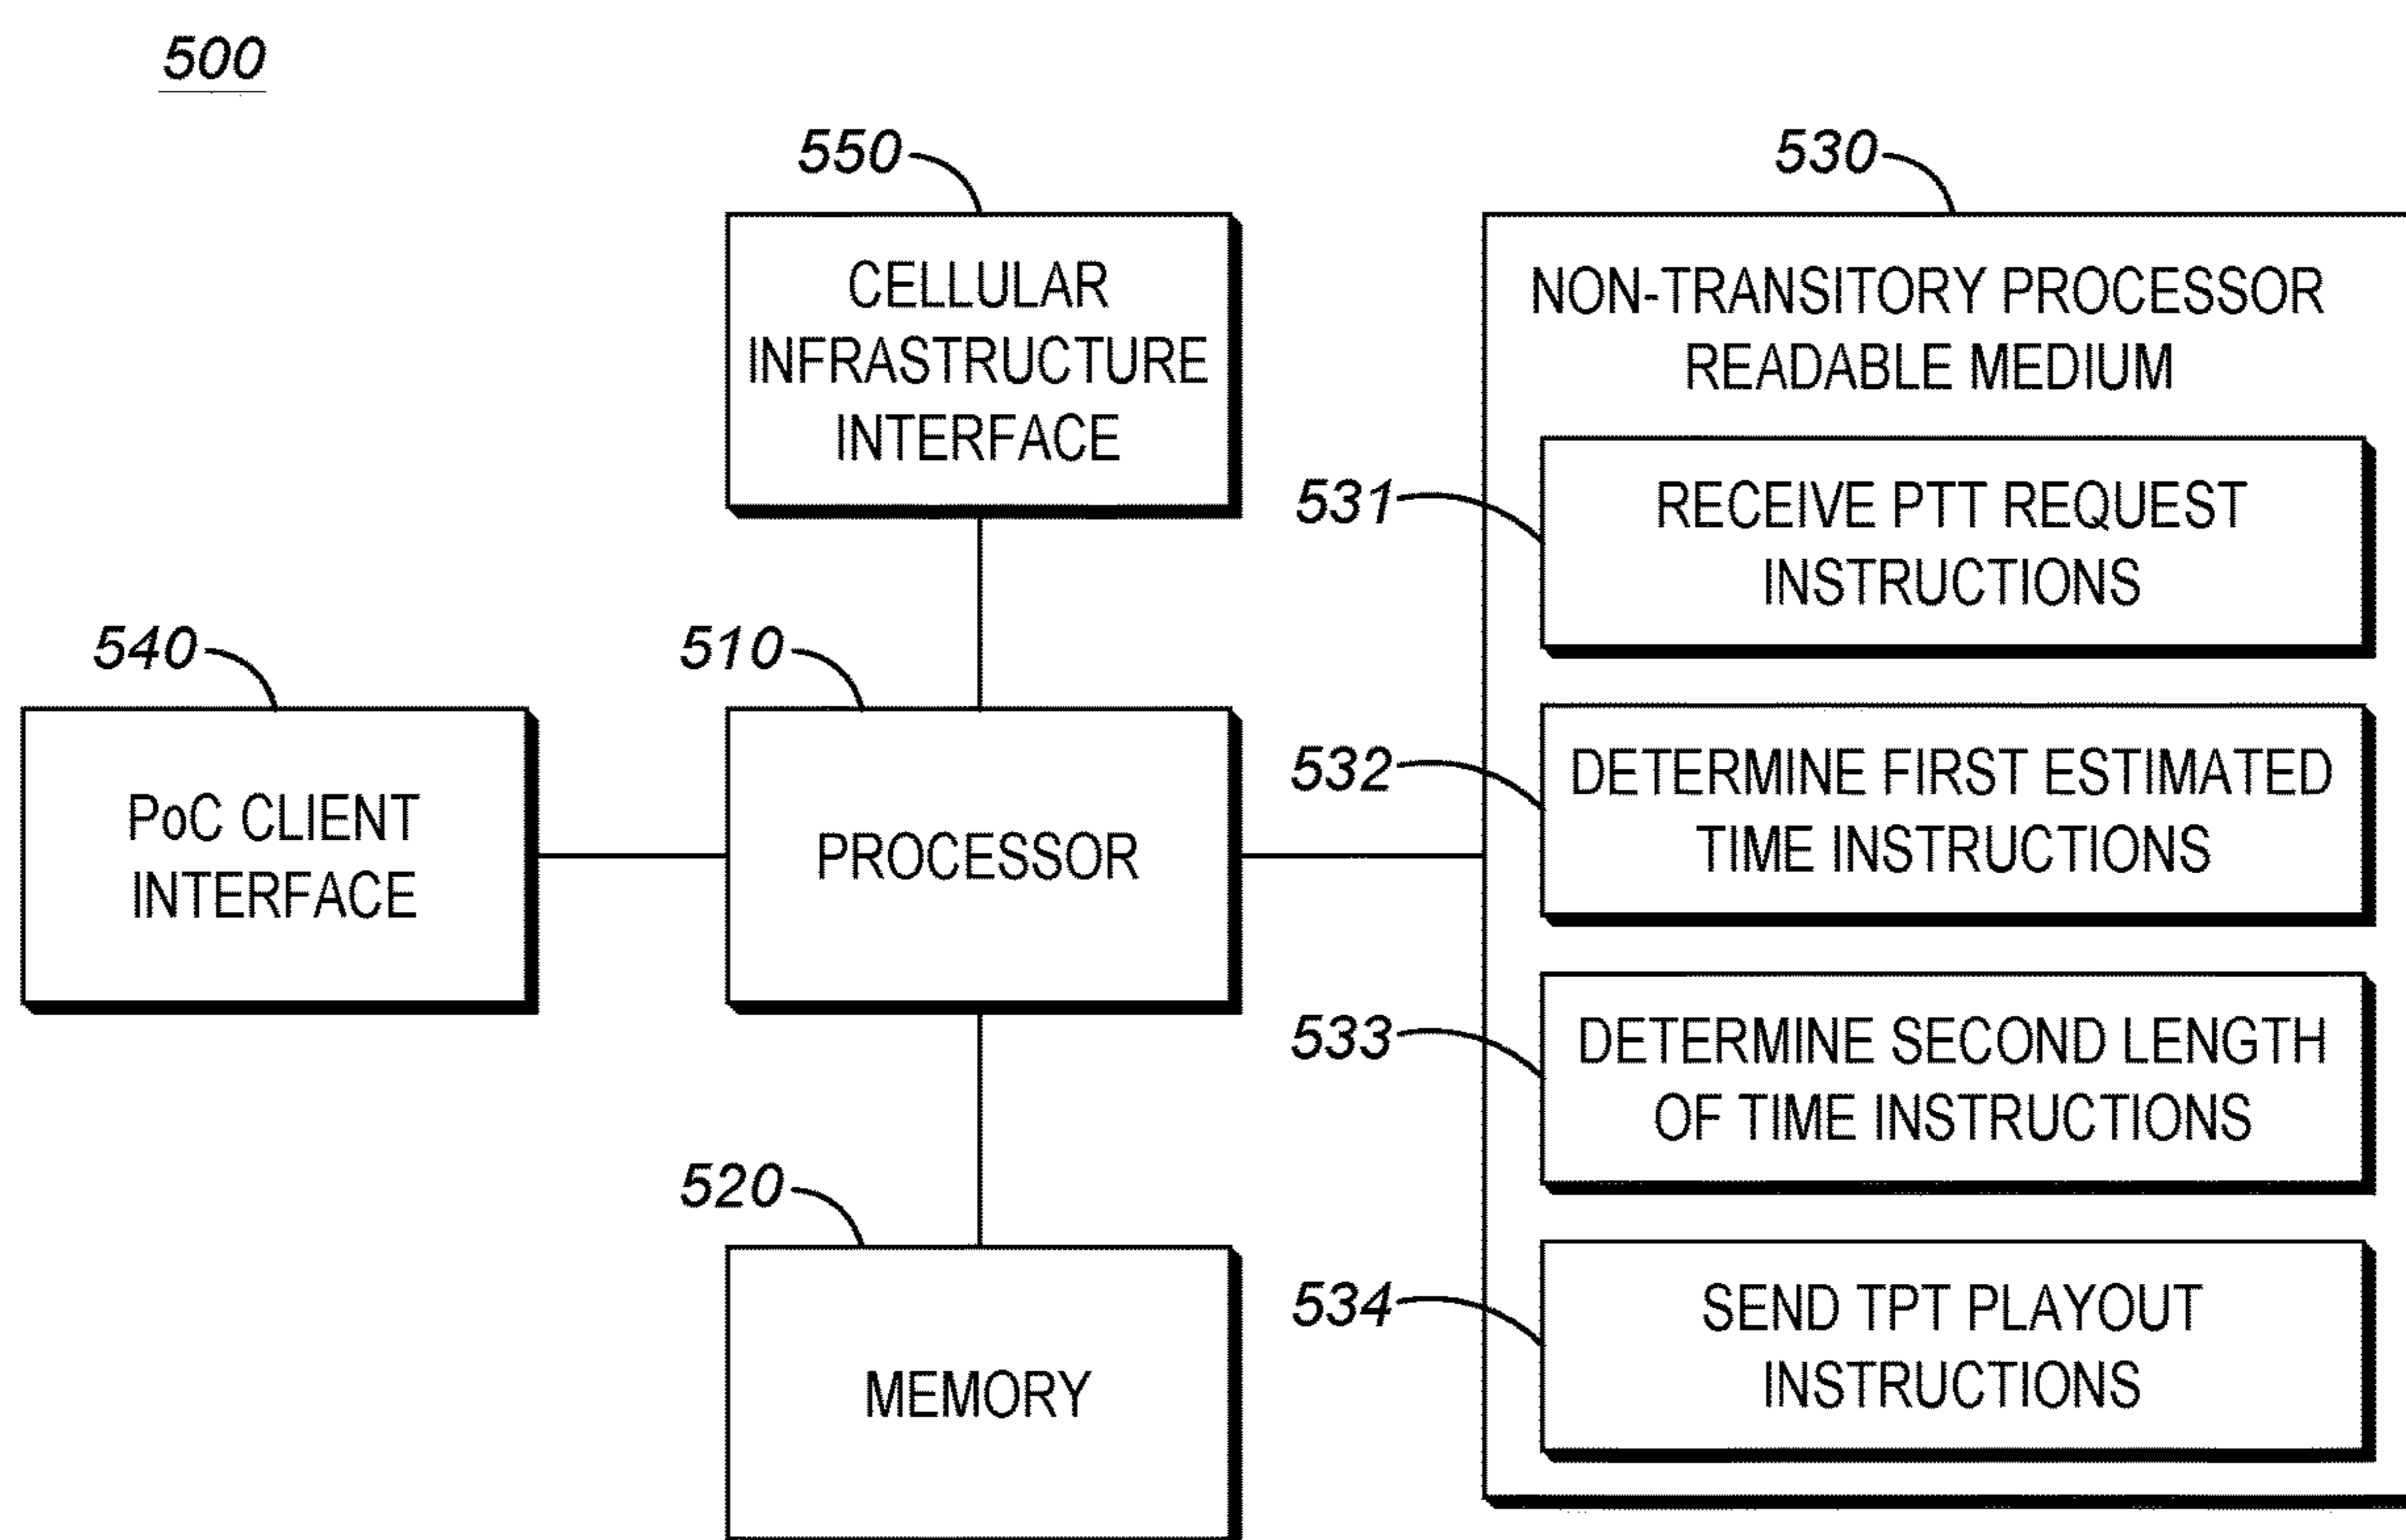 500
550
CELLULAR
INFRASTRUCTURE
INTERFACE
530
NON-TRANSITORY PROCESSOR
READABLE MEDIUM
531
RECEIVE PTT REQUEST
INSTRUCTIONS
540
PoC CLIENT
INTERFACE
510
PROCESSOR
532
DETERMINE FIRST ESTIMATED
TIME INSTRUCTIONS
533
DETERMINE SECOND LENGTH
OF TIME INSTRUCTIONS
520
MEMORY
534
SEND TPT PLAYOUT
INSTRUCTIONS